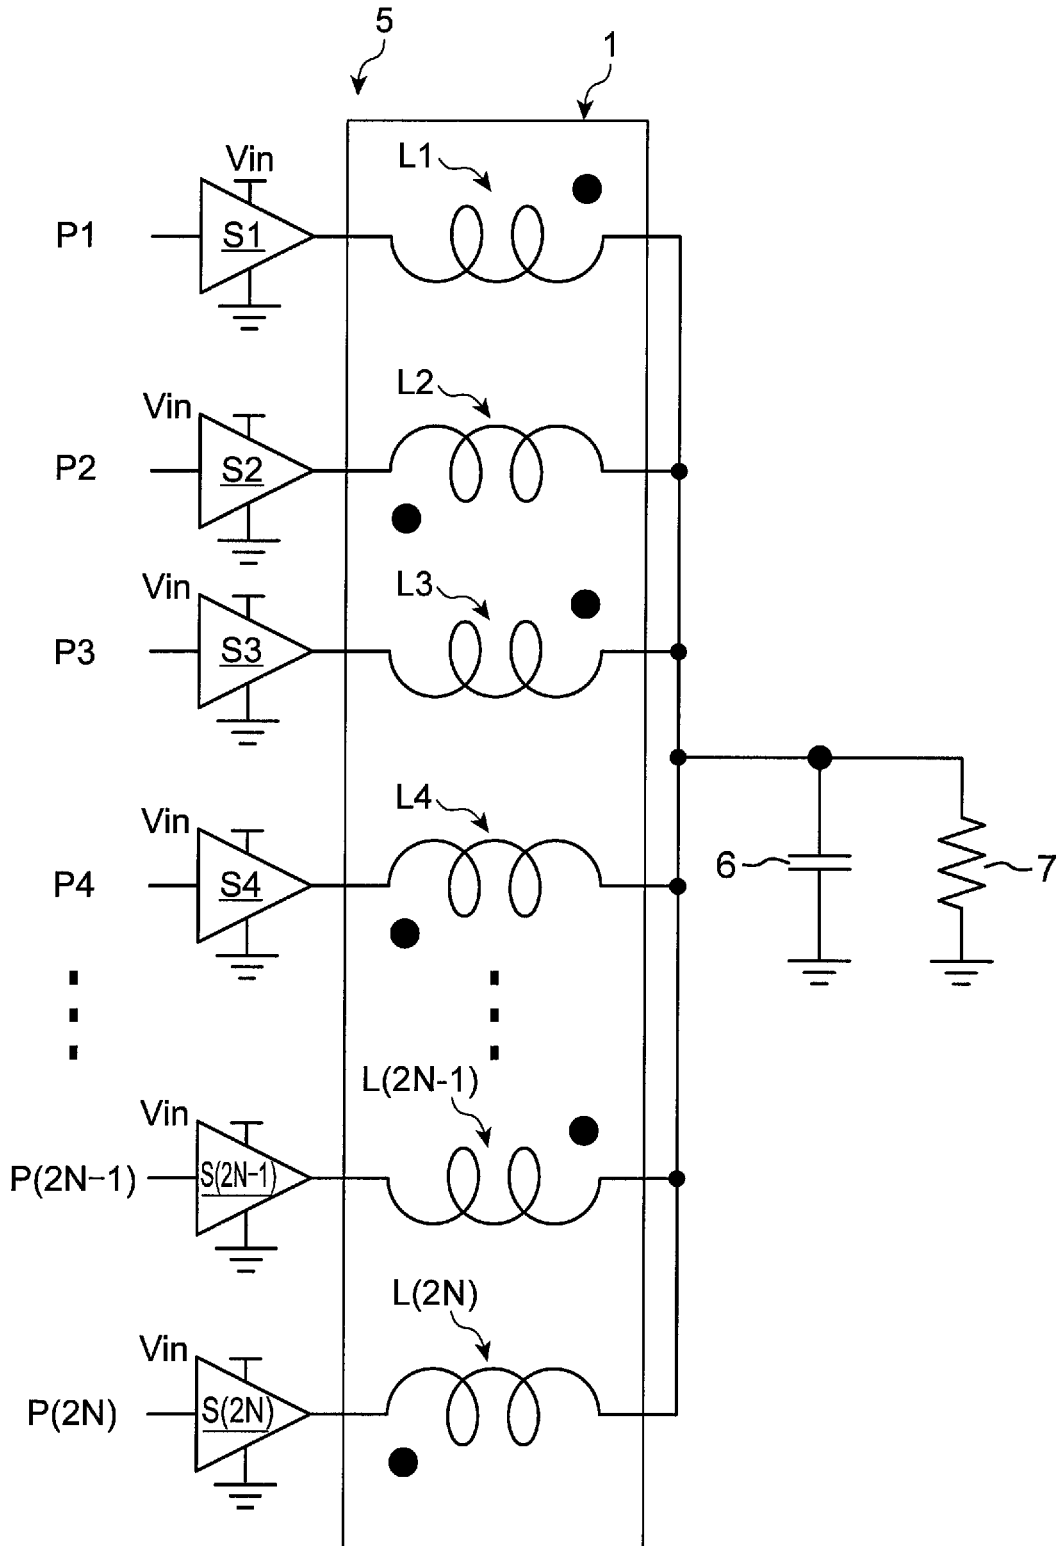 5
1
Vin
L1
P1
S1
L2
Vin
P2
S2
Vin
L3
P3
S3
L4
Vin
P4
S4
6
7
L(2N-1)
Vin
P(2N-1)
S(2N-1)
L(2N)
Vin
P(2N)
S(2N)